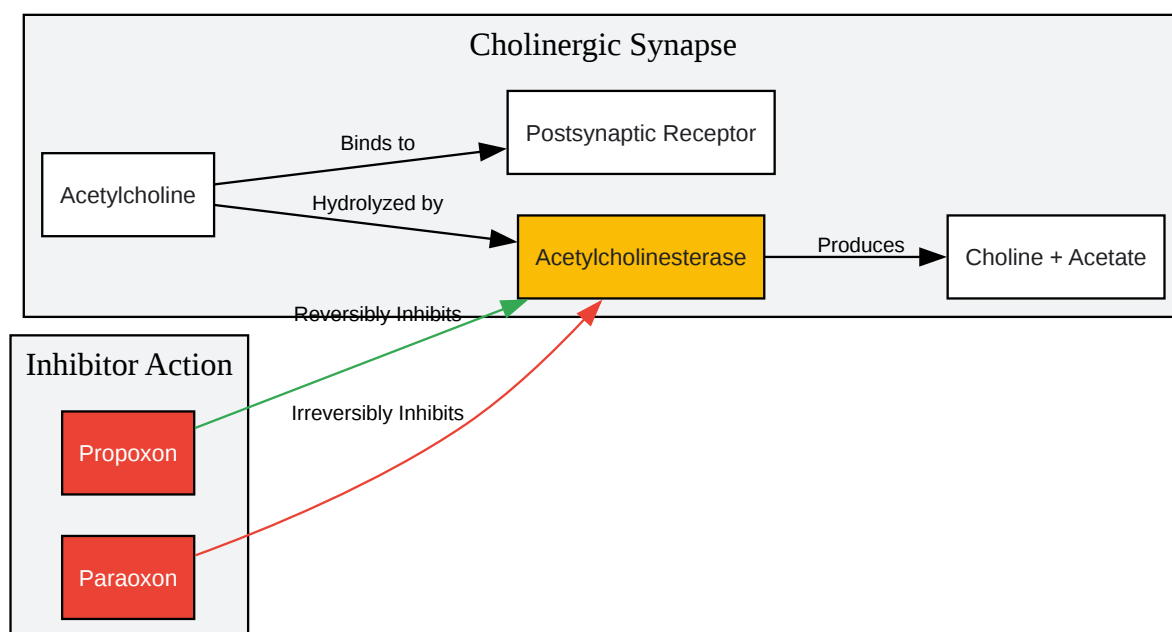 Cholinergic Synapse
Binds to
Postsynaptic Receptor
Acetylcholine
Hydrolyzed by
Acetylcholinesterase
Produces
Choline + Acetate
Reversibly Inhibits
Inhibitor Action
Irreversibly Inhibits
Propoxon
Paraoxon